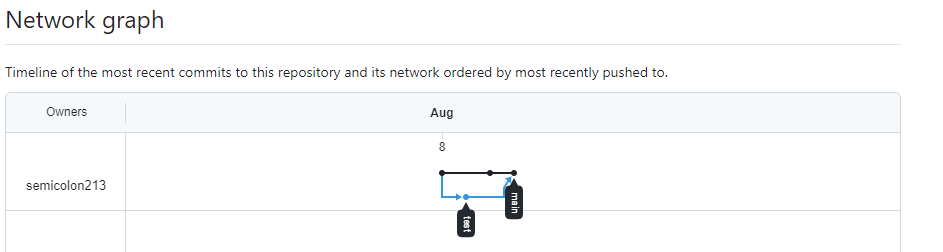 Network graph
Timeline of the most recent commits to this repository and its network ordered by most recently pushed to.
Owners
Aug
8
semicolon213
main
test